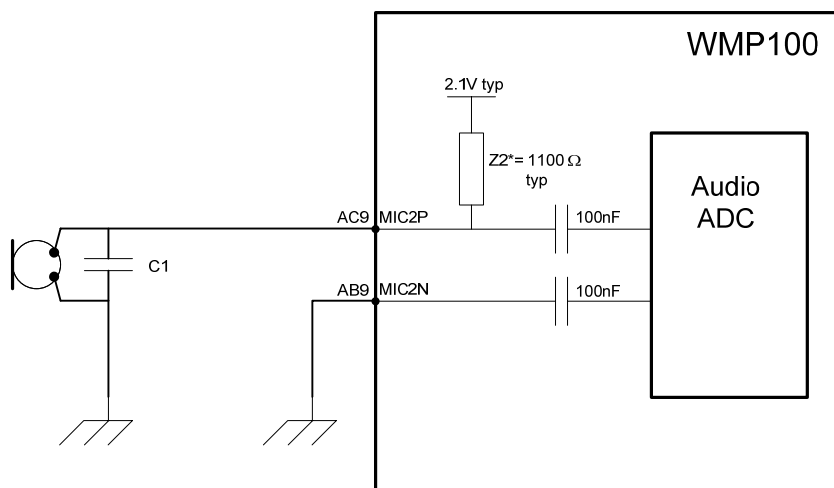 WMP100
2.1V typ
Z2*= 1100 Ω
typ
Audio
ADC
AC9 MIC2P
100nF
C1
AB9 MIC2N
100nF